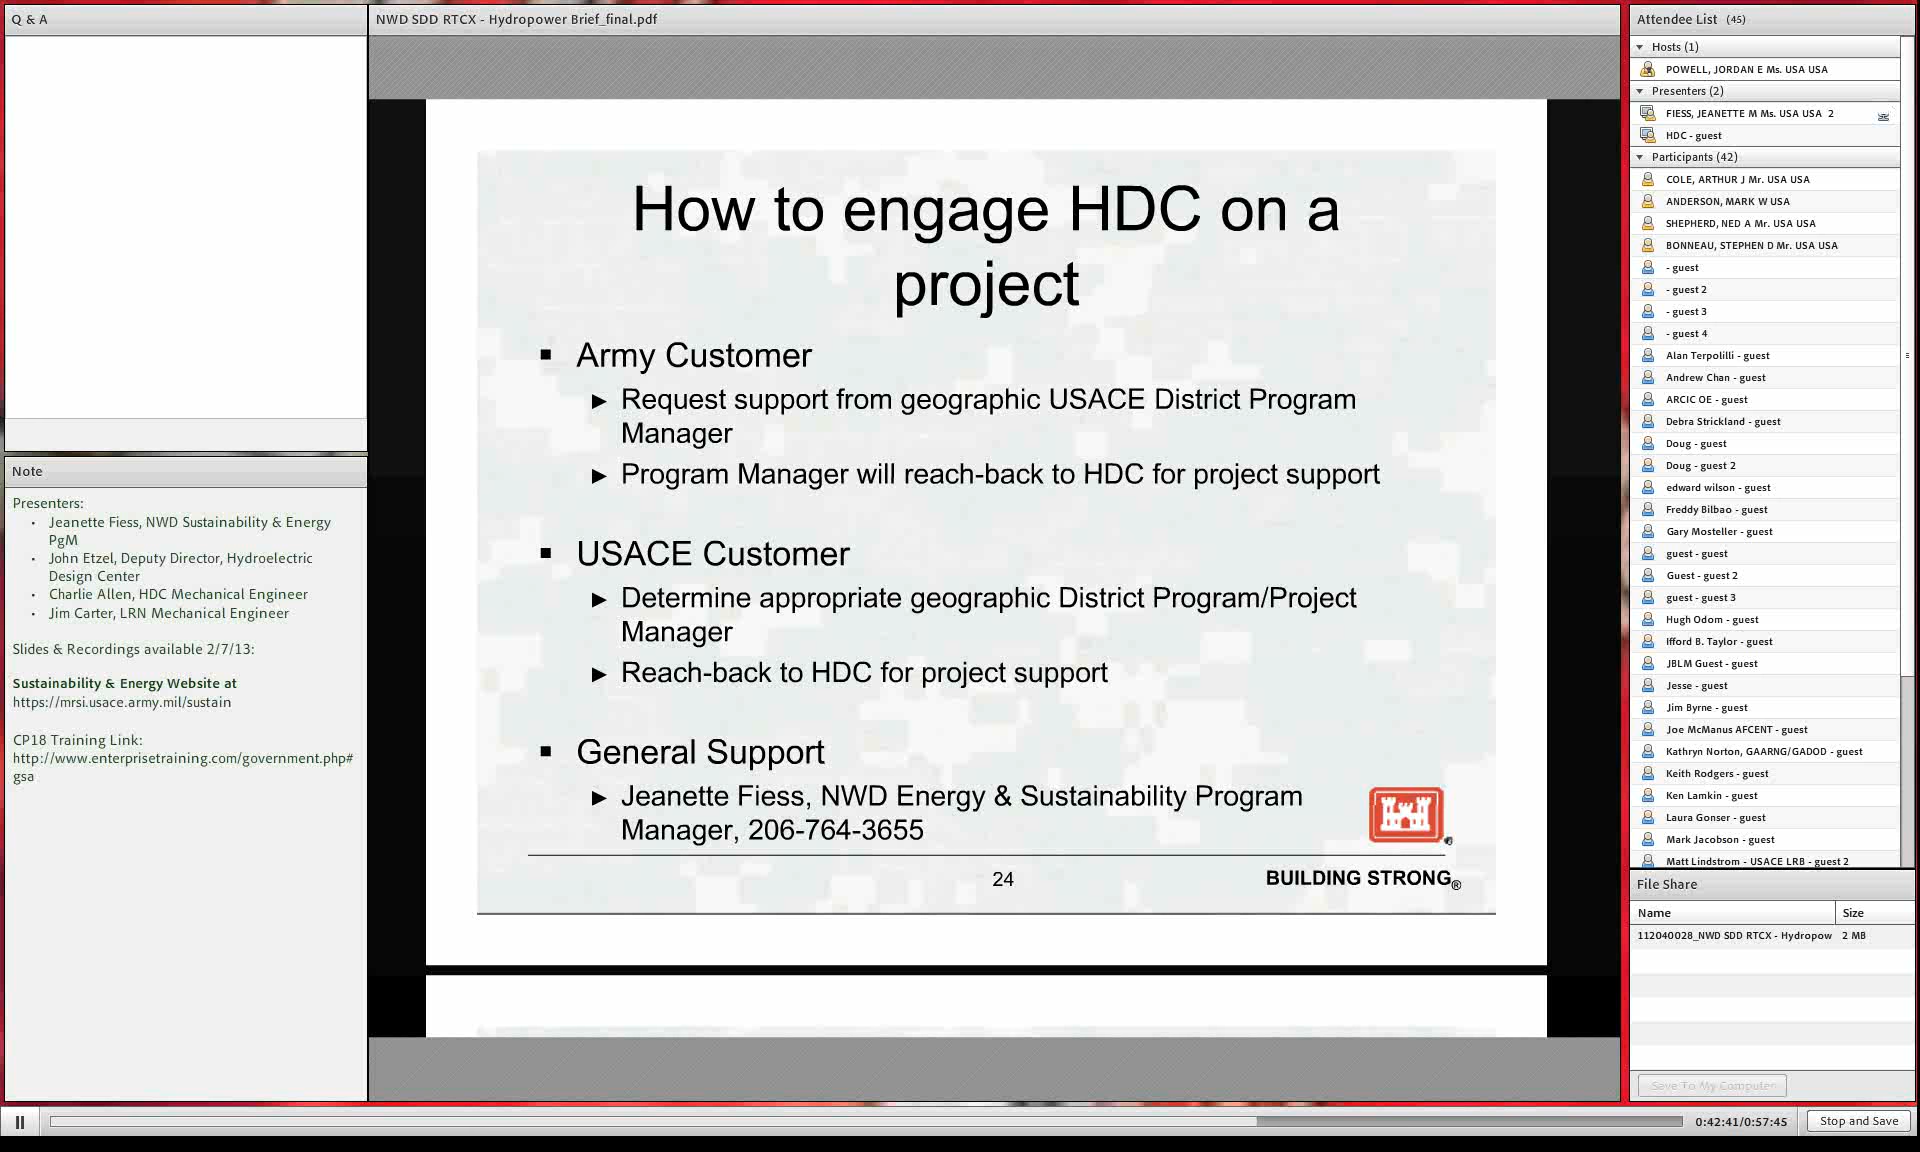 Q & A
NWD SDD RTCX - Hydropower Brief_final.pdf
How to engage HDC on a
project
▪ Army Customer
► Request support from geographic USACE District Program
Manager
► Program Manager will reach-back to HDC for project support
▪ USACE Customer
► Determine appropriate geographic District Program/Project
Manager
► Reach-back to HDC for project support
▪ General Support
► Jeanette Fiess, NWD Energy & Sustainability Program
Manager, 206-764-3655
24
BUILDING STRONG®
Note
Presenters:
• Jeanette Fiess, NWD Sustainability & Energy
PgM
• John Etzel, Deputy Director, Hydroelectric
Design Center
• Charlie Allen, HDC Mechanical Engineer
• Jim Carter, LRN Mechanical Engineer
Slides & Recordings available 2/7/13:
Sustainability & Energy Website at
https://mrsi.usace.army.mil/sustain
CP18 Training Link:
http://www.enterprisetraining.com/government.php#
gsa
Attendee List (45)
Hosts (1)
POWELL, JORDAN E Ms. USA USA
Presenters (2)
FIESS, JEANETTE M Ms. USA USA 2
HDC - guest
Participants (42)
COLE, ARTHUR J Mr. USA USA
ANDERSON, MARK W USA
SHEPHERD, NED A Mr. USA USA
BONNEAU, STEPHEN D Mr. USA USA
- guest
- guest 2
- guest 3
- guest 4
Alan Terpolilli - guest
Andrew Chan - guest
ARCIC OE - guest
Debra Strickland - guest
Doug - guest
Doug - guest 2
edward wilson - guest
Freddy Bilbao - guest
Gary Mosteller - guest
guest - guest
Guest - guest 2
guest - guest 3
Hugh Odom - guest
Ifford B. Taylor - guest
JBLM Guest - guest
Jesse - guest
Jim Byrne - guest
Joe McManus AFCENT - guest
Kathryn Norton, GAARNG/GADOD - guest
Keith Rodgers - guest
Ken Lamkin - guest
Laura Gonser - guest
Mark Jacobson - guest
Matt Lindstrom - USACE LRB - guest 2
File Share
Name Size
112040028_NWD SDD RTCX - Hydropow 2 MB
Save To My Computer
0:42:41/0:57:45
Stop and Save